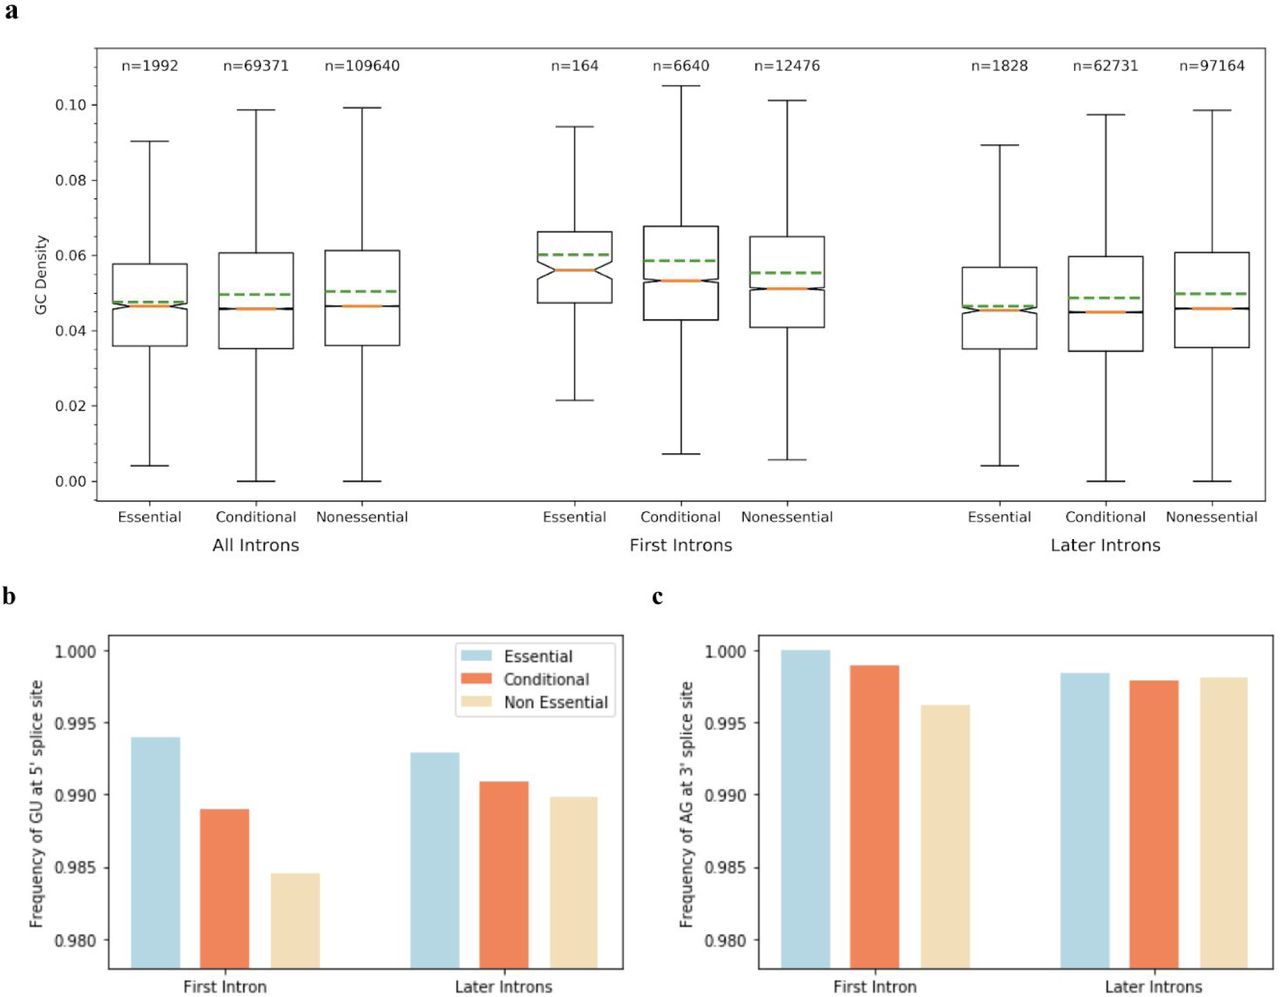 a
n=1992 n=69371 n=109640 n=164 n=6640 n=12476 n=1828 n=62731 n=97164
0.10
0.08
0.06
0.04
0.02
0.00
GC Density
Essential Conditional Nonessential Essential Conditional Nonessential Essential Conditional Nonessential
All Introns First Introns Later Introns
b
1.000
0.995
0.990
0.985
0.980
Frequency of GU at 5' splice site
Essential
Conditional
Non Essential
First Intron Later Introns
c
1.000
0.995
0.990
0.985
0.980
Frequency of AG at 3' splice site
First Intron Later Introns